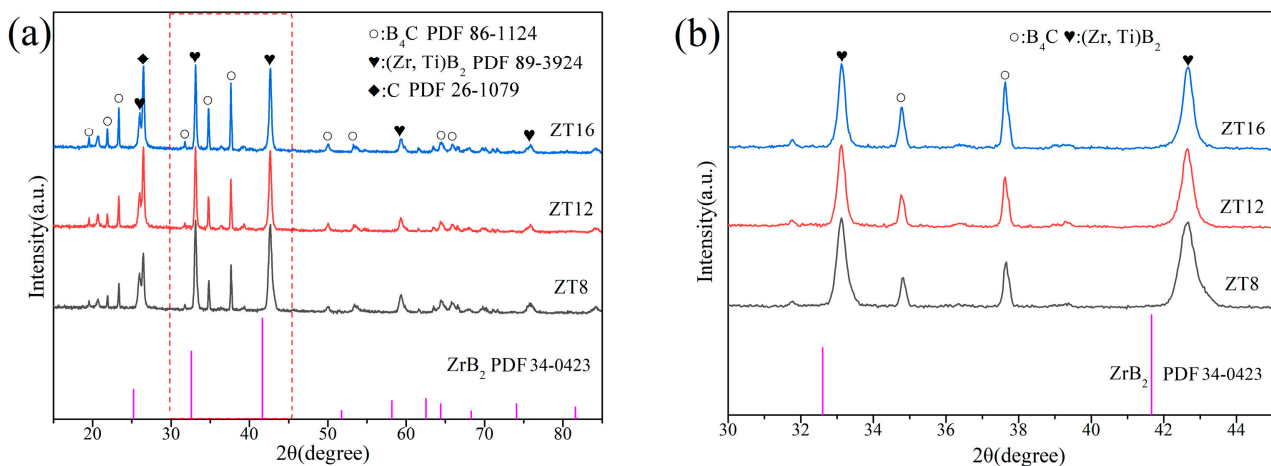 (a)
○:B₄C PDF 86-1124
♥:(Zr, Ti)B₂ PDF 89-3924
◆:C PDF 26-1079
ZT16
ZT12
ZT8
ZrB₂ PDF 34-0423
Intensity(a.u.)
20 30 40 50 60 70 80
2θ(degree)
(b)
○:B₄C ♥:(Zr, Ti)B₂
ZT16
ZT12
ZT8
ZrB₂ PDF 34-0423
Intensity(a.u.)
30 32 34 36 38 40 42 44
2θ(degree)